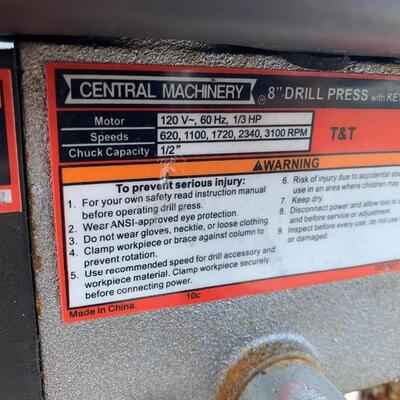 CENTRAL MACHINERY ® 8" DRILL PRESS with KEY
Motor 120 V~, 60 Hz, 1/3 HP
Speeds 620, 1100, 1720, 2340, 3100 RPM
Chuck Capacity 1/2"
T&T
WARNING
To prevent serious injury:
1. For your own safety read instruction manual
before operating drill press.
2. Wear ANSI-approved eye protection.
3. Do not wear gloves, necktie, or loose clothing.
4. Clamp workpiece or brace against column to
prevent rotation.
5. Use recommended speed for drill accessory and
workpiece material. Clamp workpiece securely
before connecting power.
6. Risk of injury due to accidental
use in an area where children may
7. Keep dry.
8. Disconnect power and allow tool to
and before service or adjustment.
9. Inspect before every use; do not use
or damaged.
Made in China.
10c